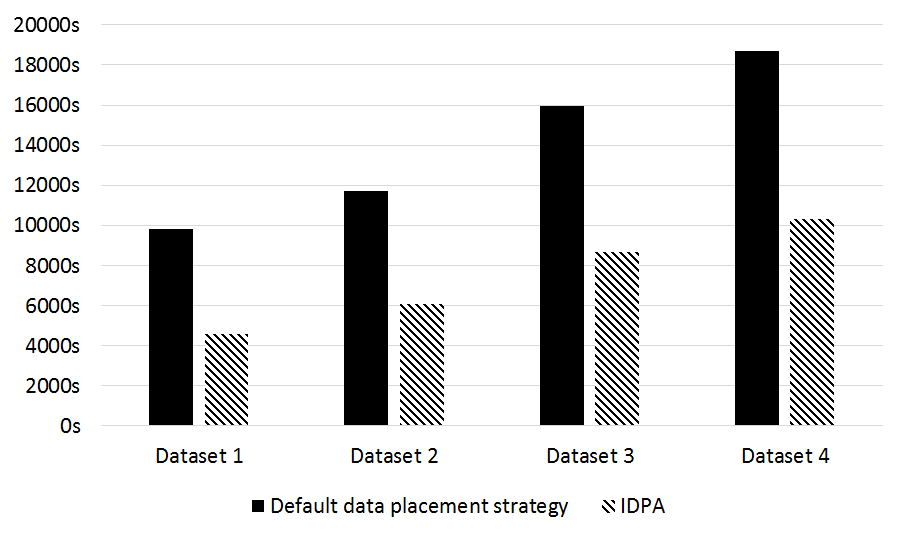 20000s
18000s
16000s
14000s
12000s
10000s
8000s
6000s
4000s
2000s
0s
Dataset 1 Dataset 2 Dataset 3 Dataset 4
Default data placement strategy IDPA